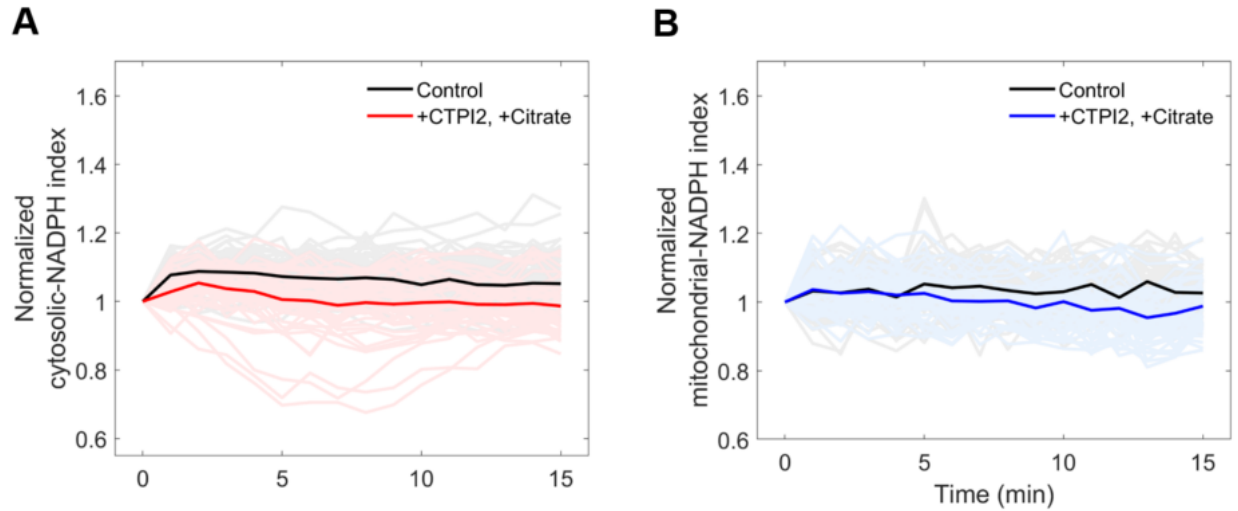 A
Normalized
cytosolic-NADPH index
1.6
1.4
1.2
1
0.8
0.6
Control
+CTPI2, +Citrate
0
5
10
15
B
Normalized
mitochondrial-NADPH index
1.6
1.4
1.2
1
0.8
0.6
Control
+CTPI2, +Citrate
0
5
10
15
Time (min)